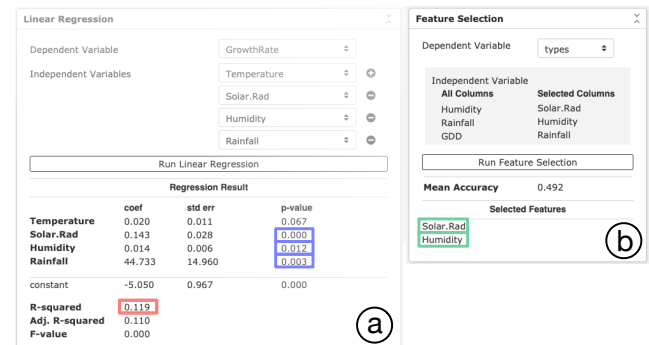 Linear Regression
Dependent Variable GrowthRate
Independent Variables Temperature
Solar.Rad
Humidity
Rainfall
Run Linear Regression
Regression Result
coef std err p-value
Temperature 0.020 0.011 0.067
Solar.Rad 0.143 0.028 0.000
Humidity 0.014 0.006 0.012
Rainfall 44.733 14.960 0.003
constant -5.050 0.967 0.000
R-squared 0.119
Adj. R-squared 0.110
F-value 0.000
a
Feature Selection
Dependent Variable types
Independent Variable
All Columns Selected Columns
Humidity Solar.Rad
Rainfall Humidity
GDD Rainfall
Run Feature Selection
Mean Accuracy 0.492
Selected Features
Solar.Rad
Humidity
b